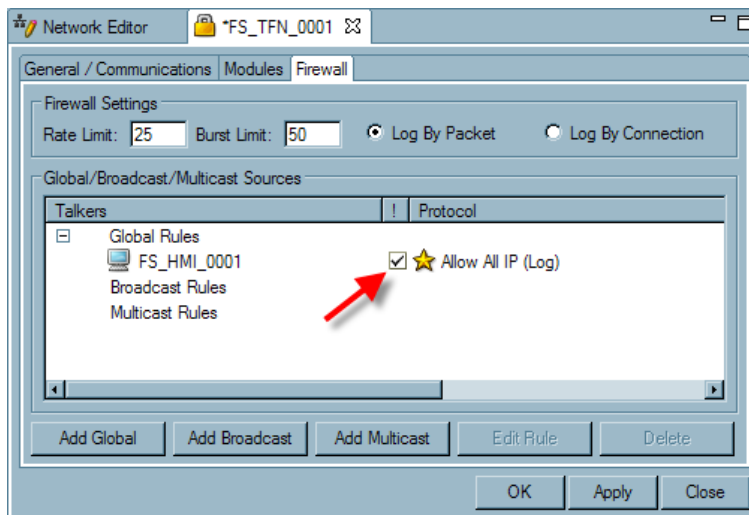 Network Editor *FS_TFN_0001
General / Communications Modules Firewall
Firewall Settings
Rate Limit: 25 Burst Limit: 50 Log By Packet Log By Connection
Global/Broadcast/Multicast Sources
Talkers ! Protocol
Global Rules
FS_HMI_0001 Allow All IP (Log)
Broadcast Rules
Multicast Rules
Add Global Add Broadcast Add Multicast Edit Rule Delete
OK Apply Close